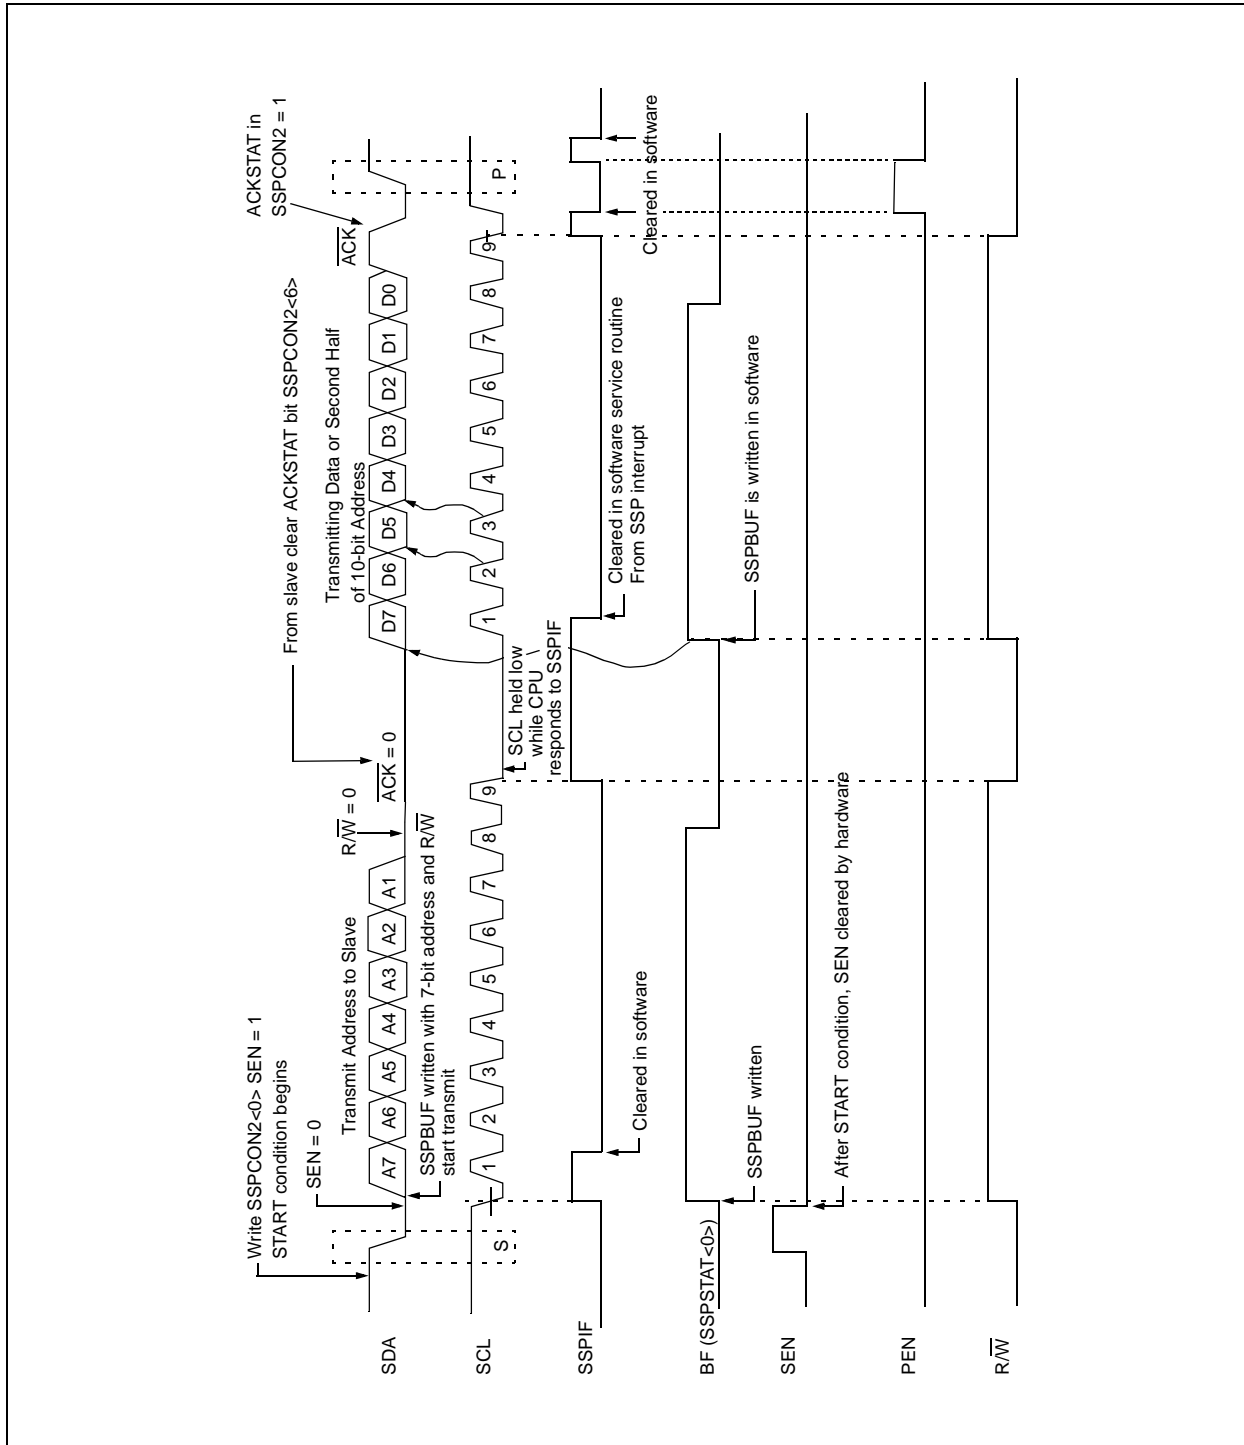 Write SSPCON2<0> SEN = 1
START condition begins
From slave clear ACKSTAT bit SSPCON2<6>
ACKSTAT in
SSPCON2 = 1
SEN = 0
Transmit Address to Slave
R/W = 0
ACK = 0
Transmitting Data or Second Half
of 10-bit Address
ACK
SDA
A7 A6 A5 A4 A3 A2 A1
D7 D6 D5 D4 D3 D2 D1 D0
SSPBUF written with 7-bit address and R/W
start transmit
SCL
S
1 2 3 4 5 6 7 8 9
1 2 3 4 5 6 7 8 9
P
SCL held low
while CPU
responds to SSPIF
SSPIF
Cleared in software
Cleared in software service routine
From SSP interrupt
Cleared in software
BF (SSPSTAT<0>)
SSPBUF written
SSPBUF is written in software
SEN
After START condition, SEN cleared by hardware
PEN
R/W